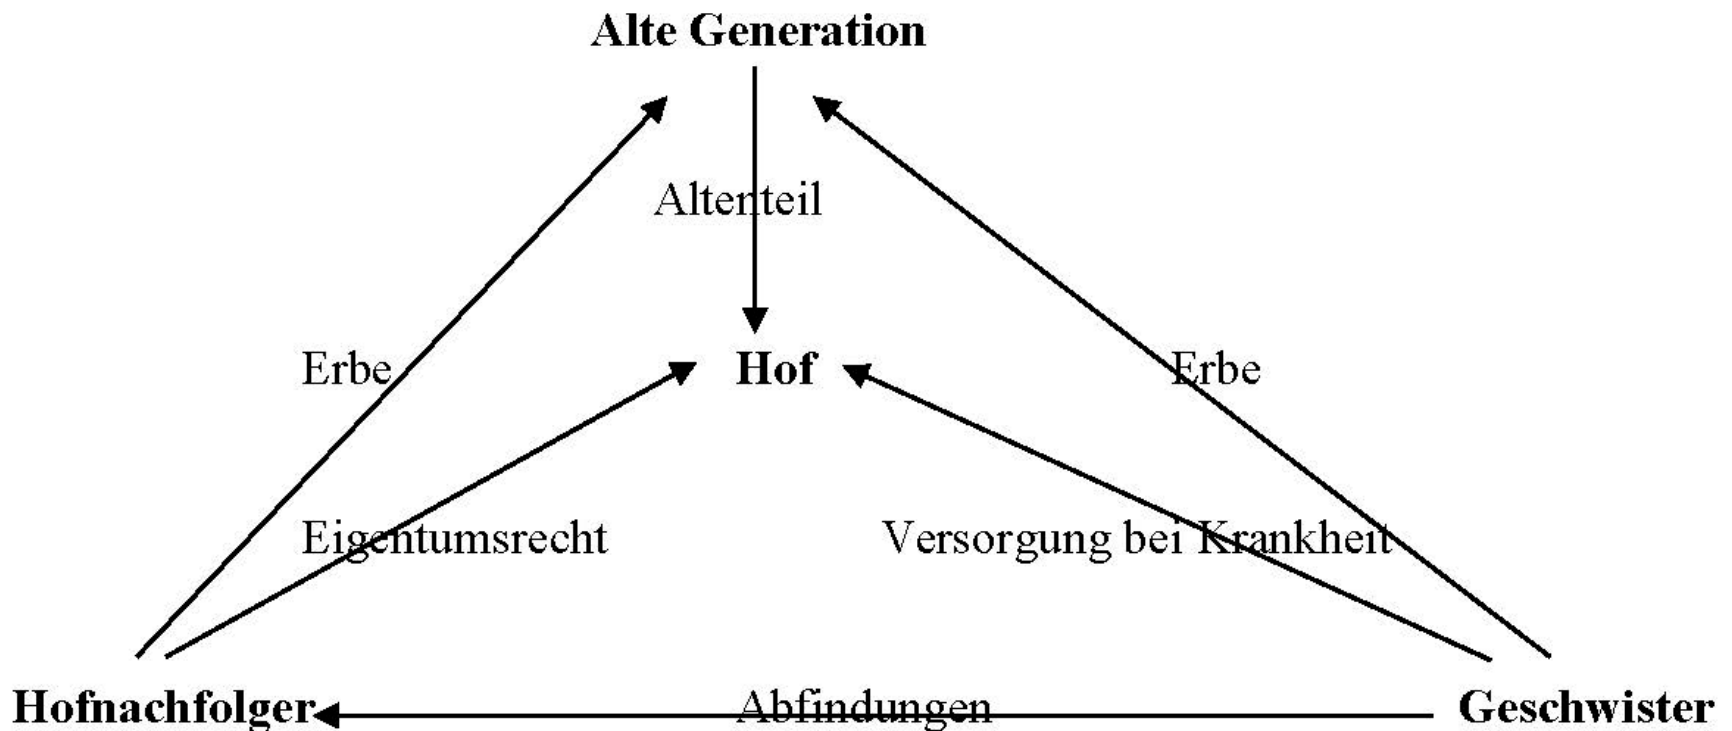 Alte Generation
Altenteil
Erbe
Hof
Erbe
Eigentumsrecht
Versorgung bei Krankheit
Hofnachfolger
Abfindungen
Geschwister